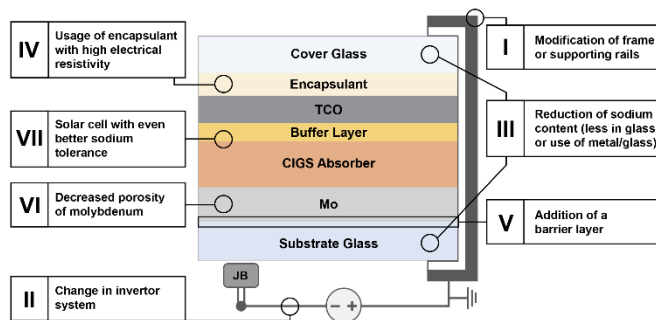 IV
Usage of encapsulant
with high electrical
resistivity
VII
Solar cell with even
better sodium
tolerance
VI
Decreased porosity
of molybdenum
II
Change in invertor
system
Cover Glass
Encapsulant
TCO
Buffer Layer
CIGS Absorber
Mo
Substrate Glass
JB
− +
I
Modification of frame
or supporting rails
III
Reduction of sodium
content (less in glass
or use of metal/glass)
V
Addition of a
barrier layer